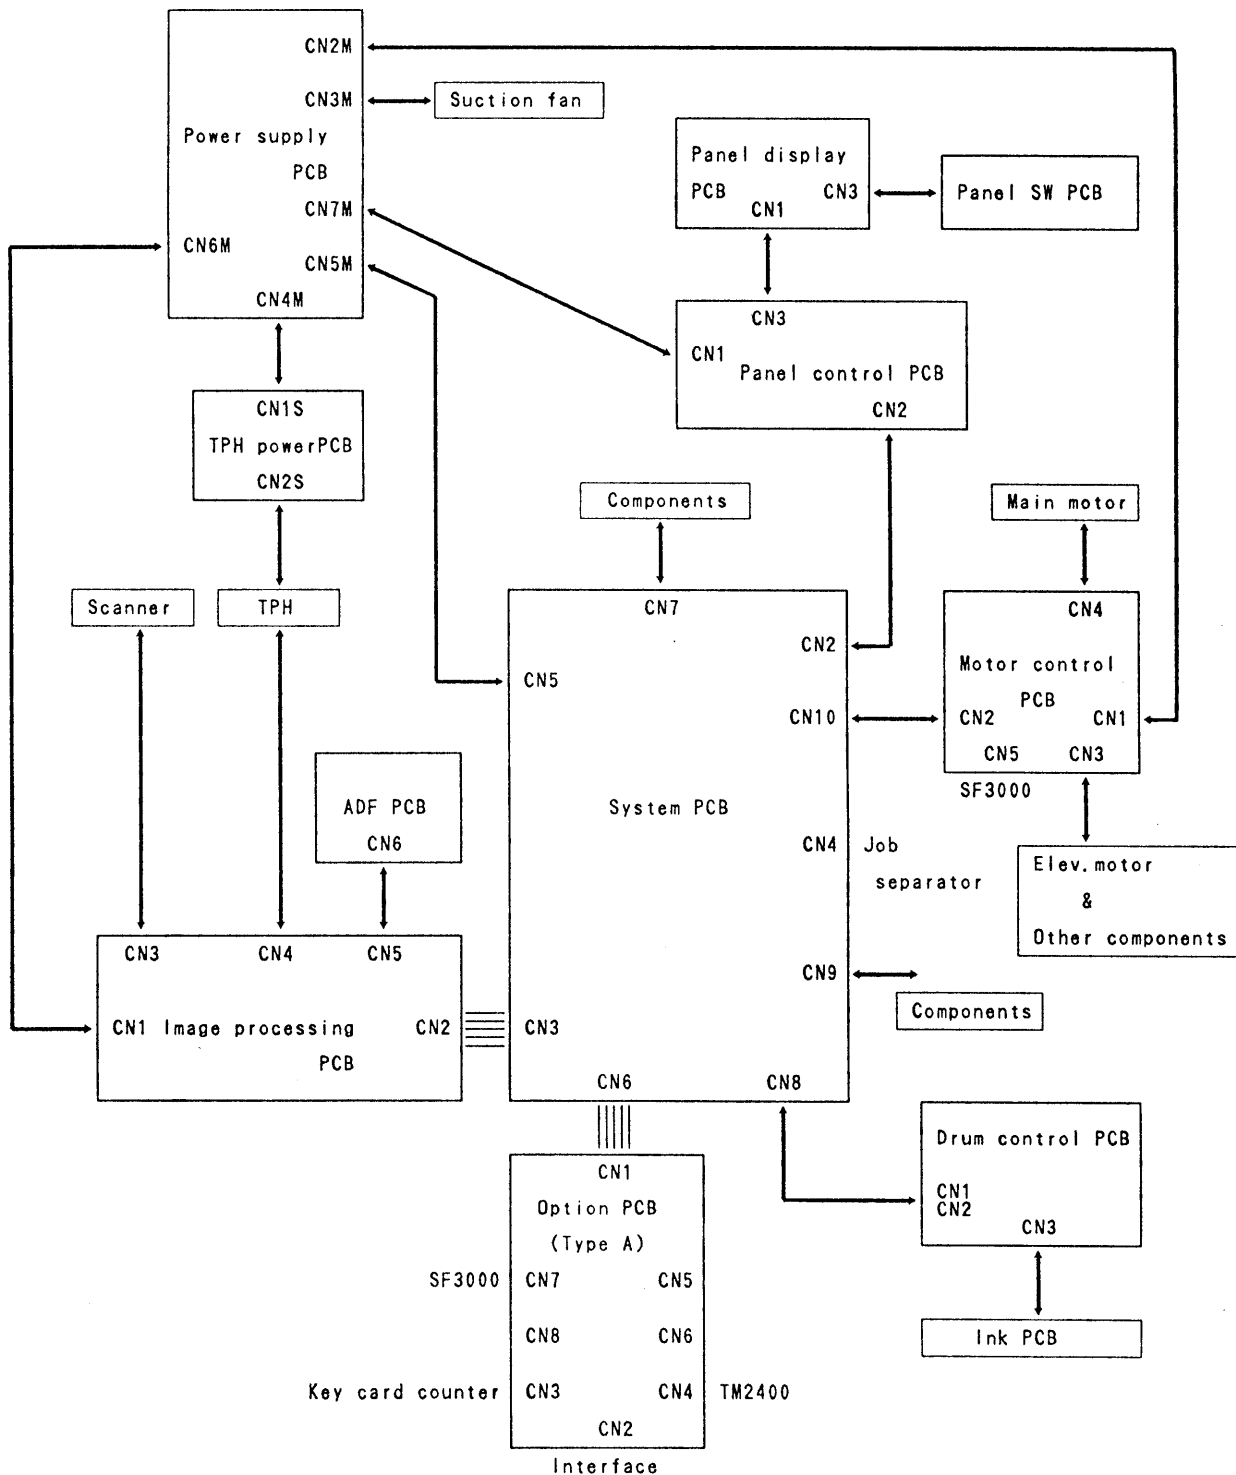 CN2M
CN3M
Suction fan
Power supply
PCB
CN7M
CN6M
CN5M
CN4M
Panel display
PCB
CN3
CN1
Panel SW PCB
CN3
CN1
Panel control PCB
CN2
CN1S
TPH powerPCB
CN2S
Components
Main motor
Scanner
TPH
CN7
CN2
CN5
CN10
System PCB
CN4
Job
separator
CN9
Components
CN3
CN6
CN8
CN4
Motor control
PCB
CN2
CN1
CN5
CN3
SF3000
Elev.motor
&
Other components
ADF PCB
CN6
CN3
CN4
CN5
CN1
Image processing
PCB
CN2
Drum control PCB
CN1
CN2
CN3
Ink PCB
CN1
Option PCB
(Type A)
SF3000
CN7
CN5
CN8
CN6
Key card counter
CN3
CN4
TM2400
CN2
Interface